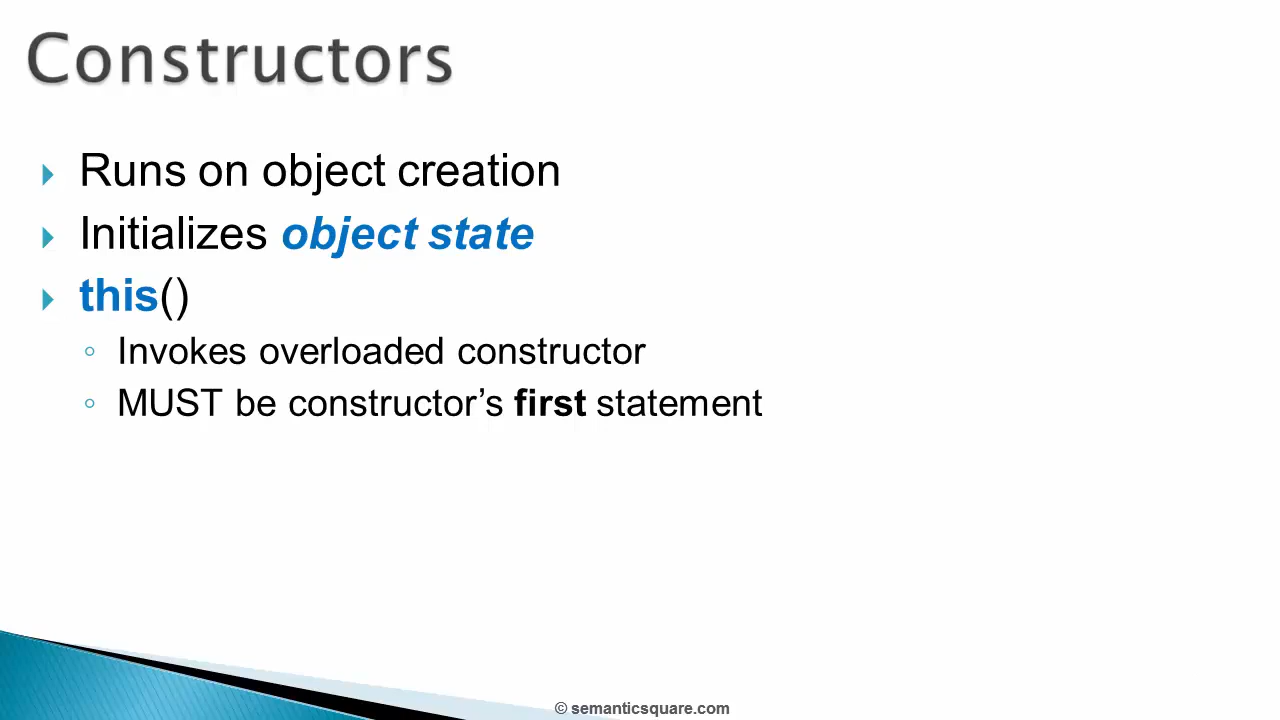 Constructors
Runs on object creation
Initializes object state
this()
Invokes overloaded constructor
MUST be constructor’s first statement
© semanticsquare.com